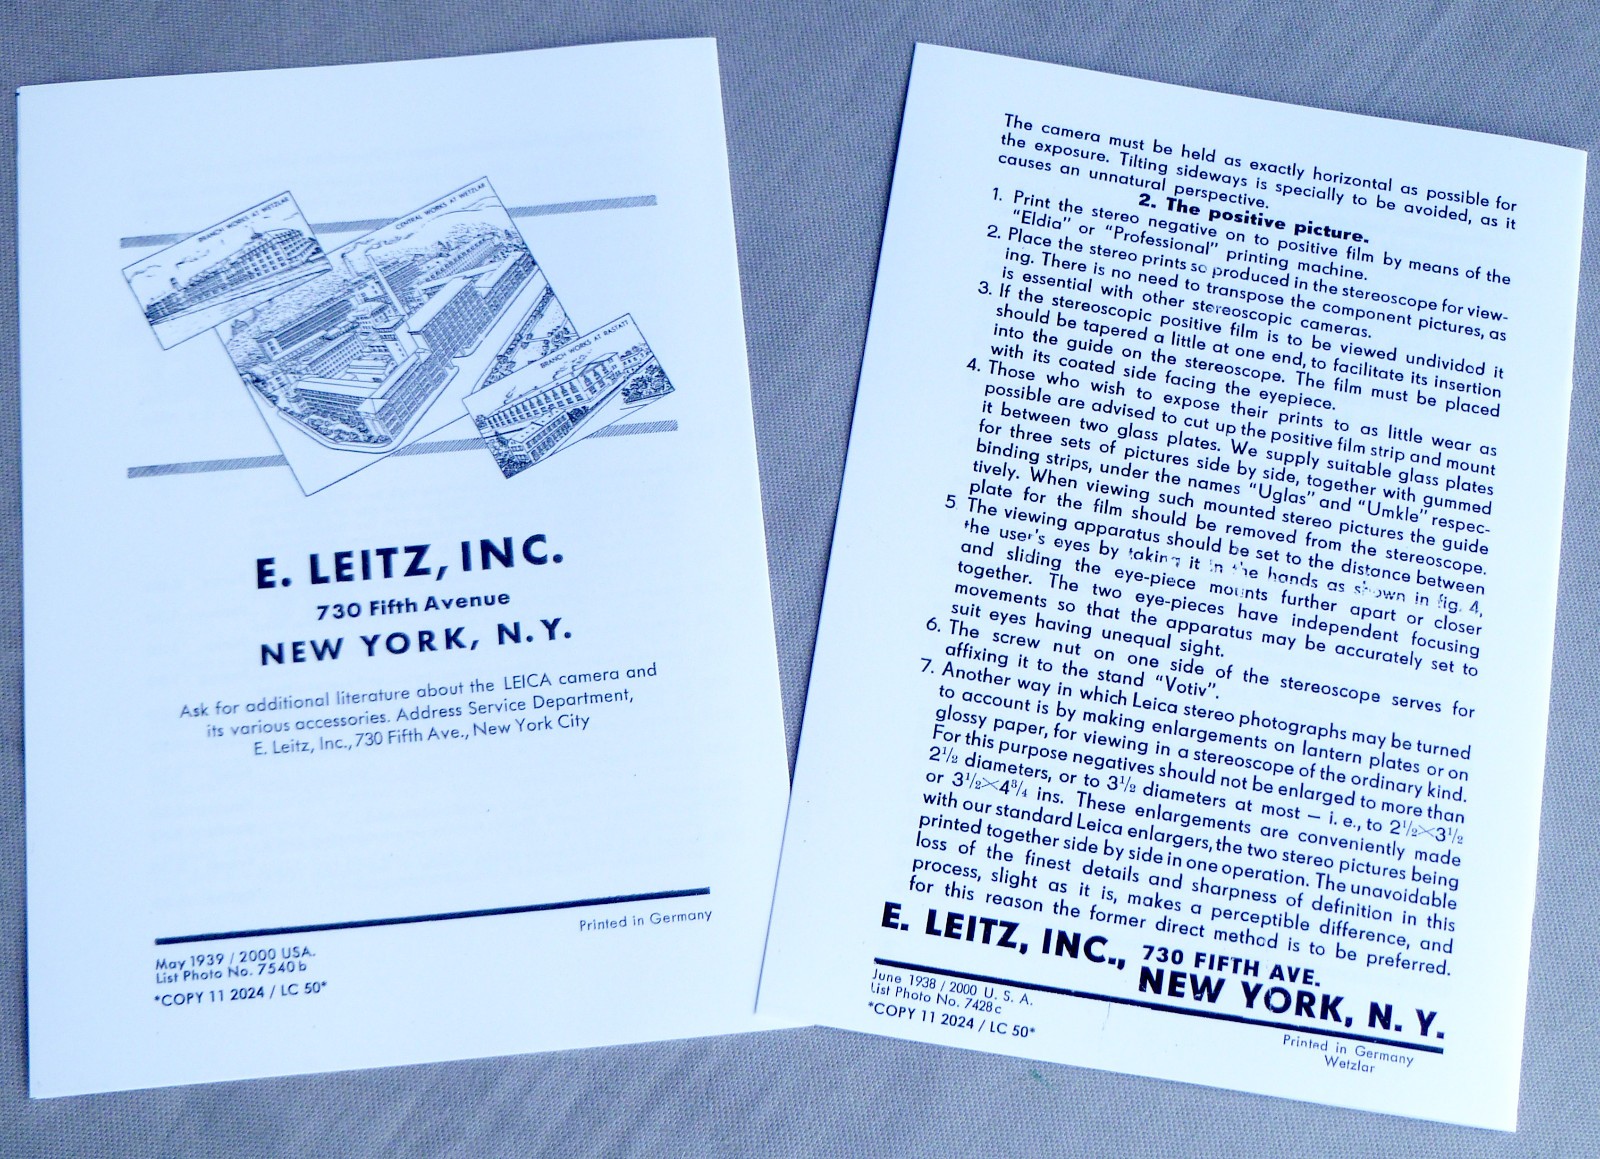 BRANCH WORKS AT WETZLAR
CENTRAL WORKS AT WETZLAR
BRANCH WORKS AT RASTATT
E. LEITZ, INC.
730 Fifth Avenue
NEW YORK, N.Y.
Ask for additional literature about the LEICA camera and
its various accessories. Address Service Department,
E. Leitz, Inc., 730 Fifth Ave., New York City
Printed in Germany
May 1939 / 2000 USA.
List Photo No. 7540 b
*COPY 11 2024 / LC 50*
The camera must be held as exactly horizontal as possible for
the exposure. Tilting sideways is specially to be avoided, as it
causes an unnatural perspective.
2. The positive picture.
1. Print the stereo negative on to positive film by means of the
"Eldia" or "Professional" printing machine.
2. Place the stereo prints so produced in the stereoscope for view-
ing. There is no need to transpose the component pictures, as
is essential with other stereoscopic cameras.
3. If the stereoscopic positive film is to be viewed undivided it
should be tapered a little at one end, to facilitate its insertion
into the guide on the stereoscope. The film must be placed
with its coated side facing the eyepiece.
4. Those who wish to expose their prints to as little wear as
possible are advised to cut up the positive film strip and mount
it between two glass plates. We supply suitable glass plates
for three sets of pictures side by side, together with gummed
binding strips, under the names "Uglas" and "Umkle" respec-
tively. When viewing such mounted stereo pictures the guide
plate for the film should be removed from the stereoscope.
5 The viewing apparatus should be set to the distance between
the user's eyes by taking it in the hands as shown in fig. 4,
and sliding the eye-piece mounts further apart or closer
together. The two eye-pieces have independent focusing
movements so that the apparatus may be accurately set to
suit eyes having unequal sight.
6. The screw nut on one side of the stereoscope serves for
affixing it to the stand "Votiv".
7. Another way in which Leica stereo photographs may be turned
to account is by making enlargements on lantern plates or on
glossy paper, for viewing in a stereoscope of the ordinary kind.
For this purpose negatives should not be enlarged to more than
2½ diameters, or to 3½ diameters at most — i. e., to 2½×3½
or 3½×4¾ ins. These enlargements are conveniently made
with our standard Leica enlargers, the two stereo pictures being
printed together side by side in one operation. The unavoidable
loss of the finest details and sharpness of definition in this
process, slight as it is, makes a perceptible difference, and
for this reason the former direct method is to be preferred.
E. LEITZ, INC., 730 FIFTH AVE.
NEW YORK, N. Y.
June 1938 / 2000 U. S. A.
List Photo No. 7428 c
*COPY 11 2024 / LC 50*
Printed in Germany
Wetzlar